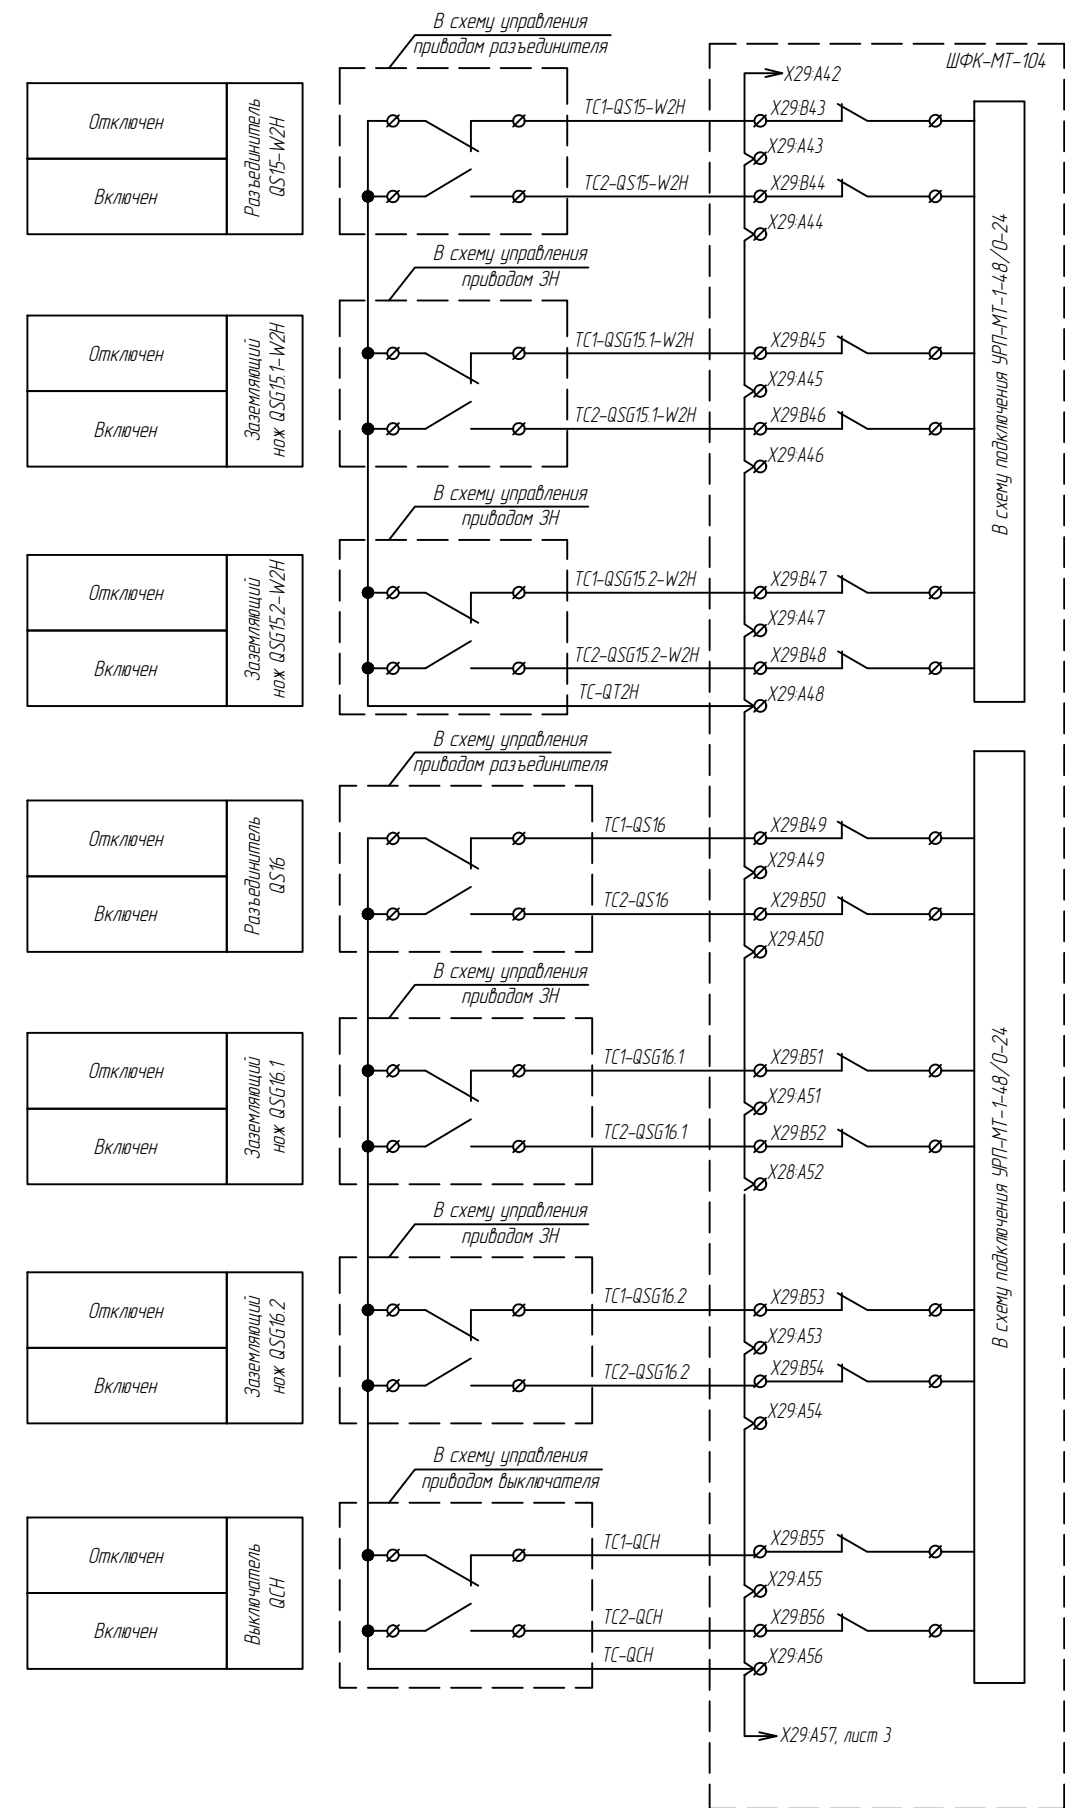 В схему управления
приводом разъединителя
ШФК-МТ-104
X29:A42
Отключен
Включен
Разъединитель
QS15-W2H
TC1-QS15-W2H
X29:B43
X29:A43
TC2-QS15-W2H
X29:B44
X29:A44
В схему подключения УРП-МТ-1-48/0-24
В схему управления
приводом ЗН
Отключен
Включен
Заземляющий
нож QSG15.1-W2H
TC1-QSG15.1-W2H
X29:B45
X29:A45
TC2-QSG15.1-W2H
X29:B46
X29:A46
В схему управления
приводом ЗН
Отключен
Включен
Заземляющий
нож QSG15.2-W2H
TC1-QSG15.2-W2H
X29:B47
X29:A47
TC2-QSG15.2-W2H
X29:B48
TC-QT2H
X29:A48
В схему управления
приводом разъединителя
Отключен
Включен
Разъединитель
QS16
TC1-QS16
X29:B49
X29:A49
TC2-QS16
X29:B50
X29:A50
В схему подключения УРП-МТ-1-48/0-24
В схему управления
приводом ЗН
Отключен
Включен
Заземляющий
нож QSG16.1
TC1-QSG16.1
X29:B51
X29:A51
TC2-QSG16.1
X29:B52
X28:A52
В схему управления
приводом ЗН
Отключен
Включен
Заземляющий
нож QSG16.2
TC1-QSG16.2
X29:B53
X29:A53
TC2-QSG16.2
X29:B54
X29:A54
В схему управления
приводом выключателя
Отключен
Включен
Выключатель
QCH
TC1-QCH
X29:B55
X29:A55
TC2-QCH
X29:B56
TC-QCH
X29:A56
X29:A57, лист 3